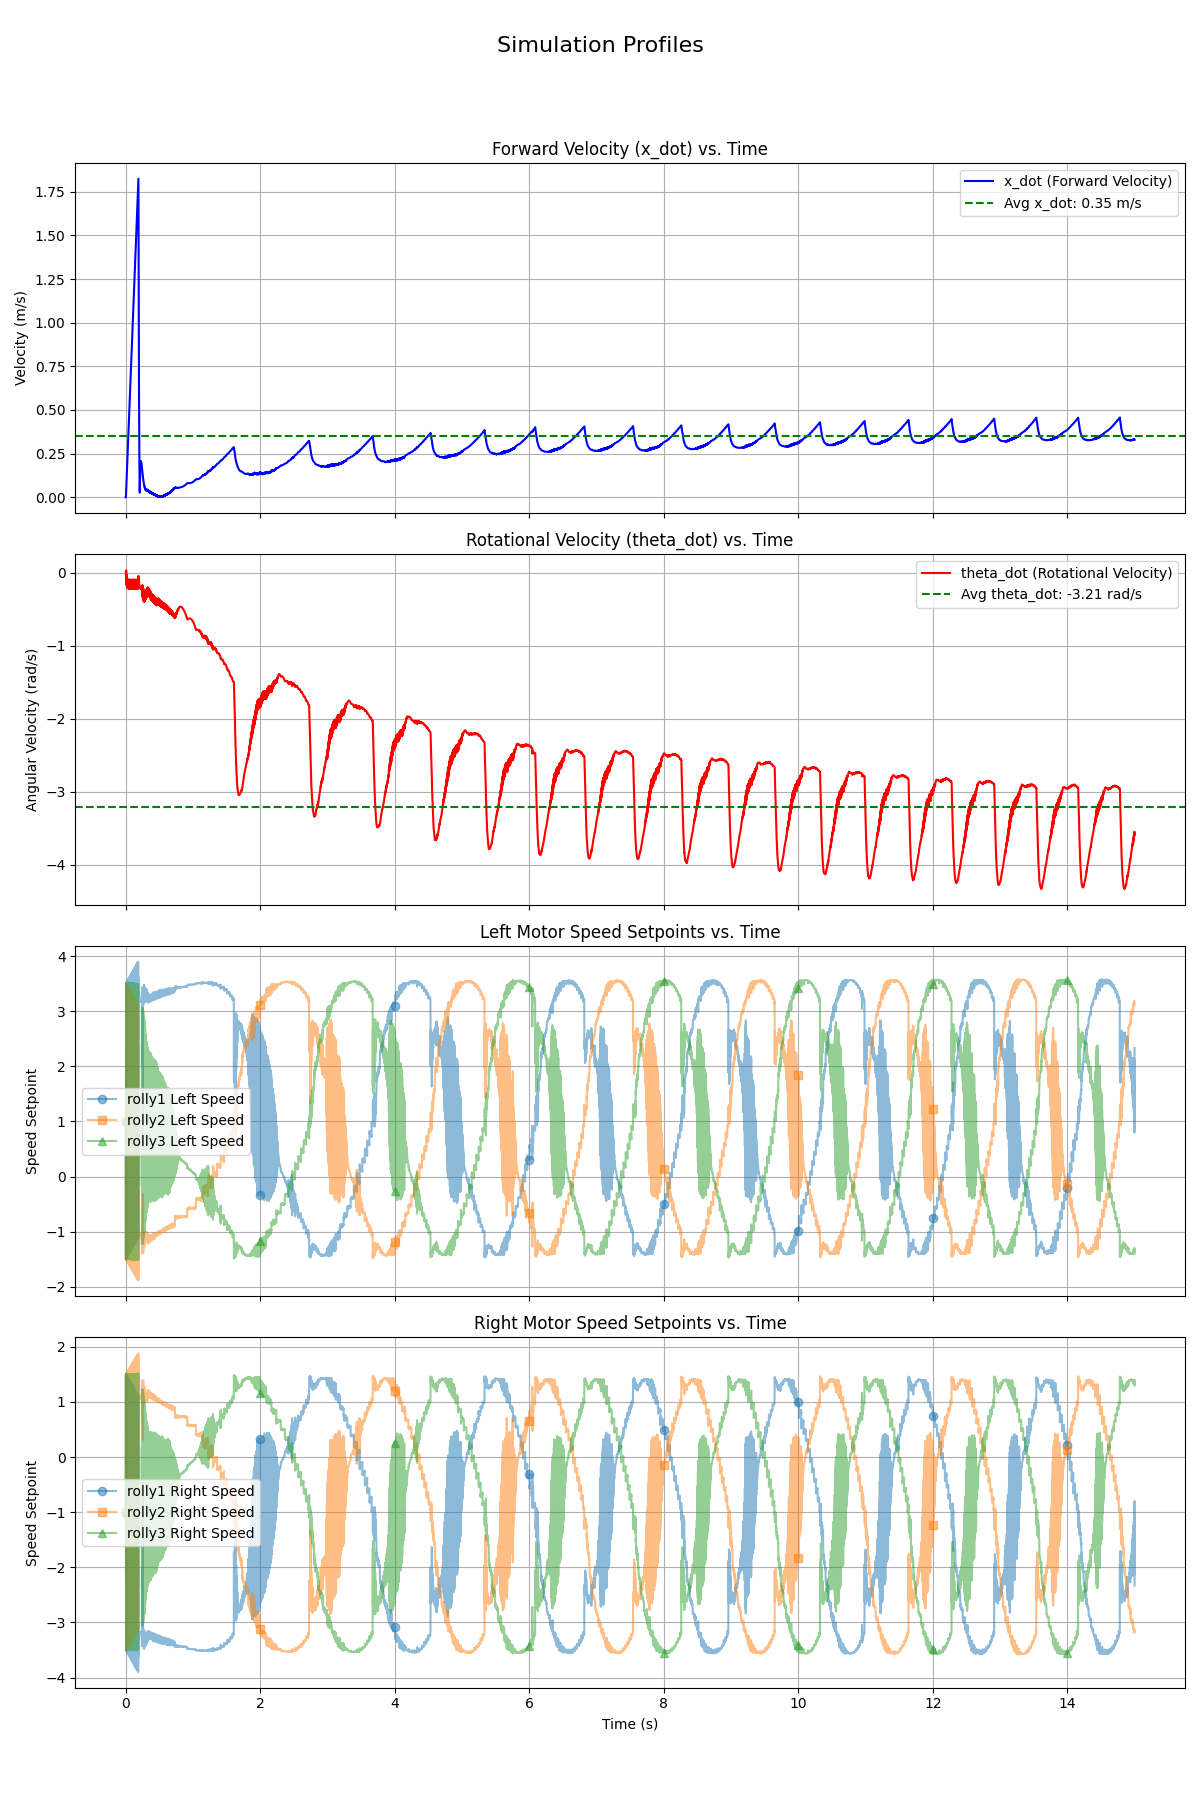 Simulation Profiles
Forward Velocity (x_dot) vs. Time
Velocity (m/s)
1.75
1.50
1.25
1.00
0.75
0.50
0.25
0.00
x_dot (Forward Velocity)
Avg x_dot: 0.35 m/s
Rotational Velocity (theta_dot) vs. Time
Angular Velocity (rad/s)
0
−1
−2
−3
−4
theta_dot (Rotational Velocity)
Avg theta_dot: -3.21 rad/s
Left Motor Speed Setpoints vs. Time
Speed Setpoint
4
3
2
1
0
−1
−2
rolly1 Left Speed
rolly2 Left Speed
rolly3 Left Speed
Right Motor Speed Setpoints vs. Time
Speed Setpoint
2
1
0
−1
−2
−3
−4
rolly1 Right Speed
rolly2 Right Speed
rolly3 Right Speed
0 2 4 6 8 10 12 14
Time (s)